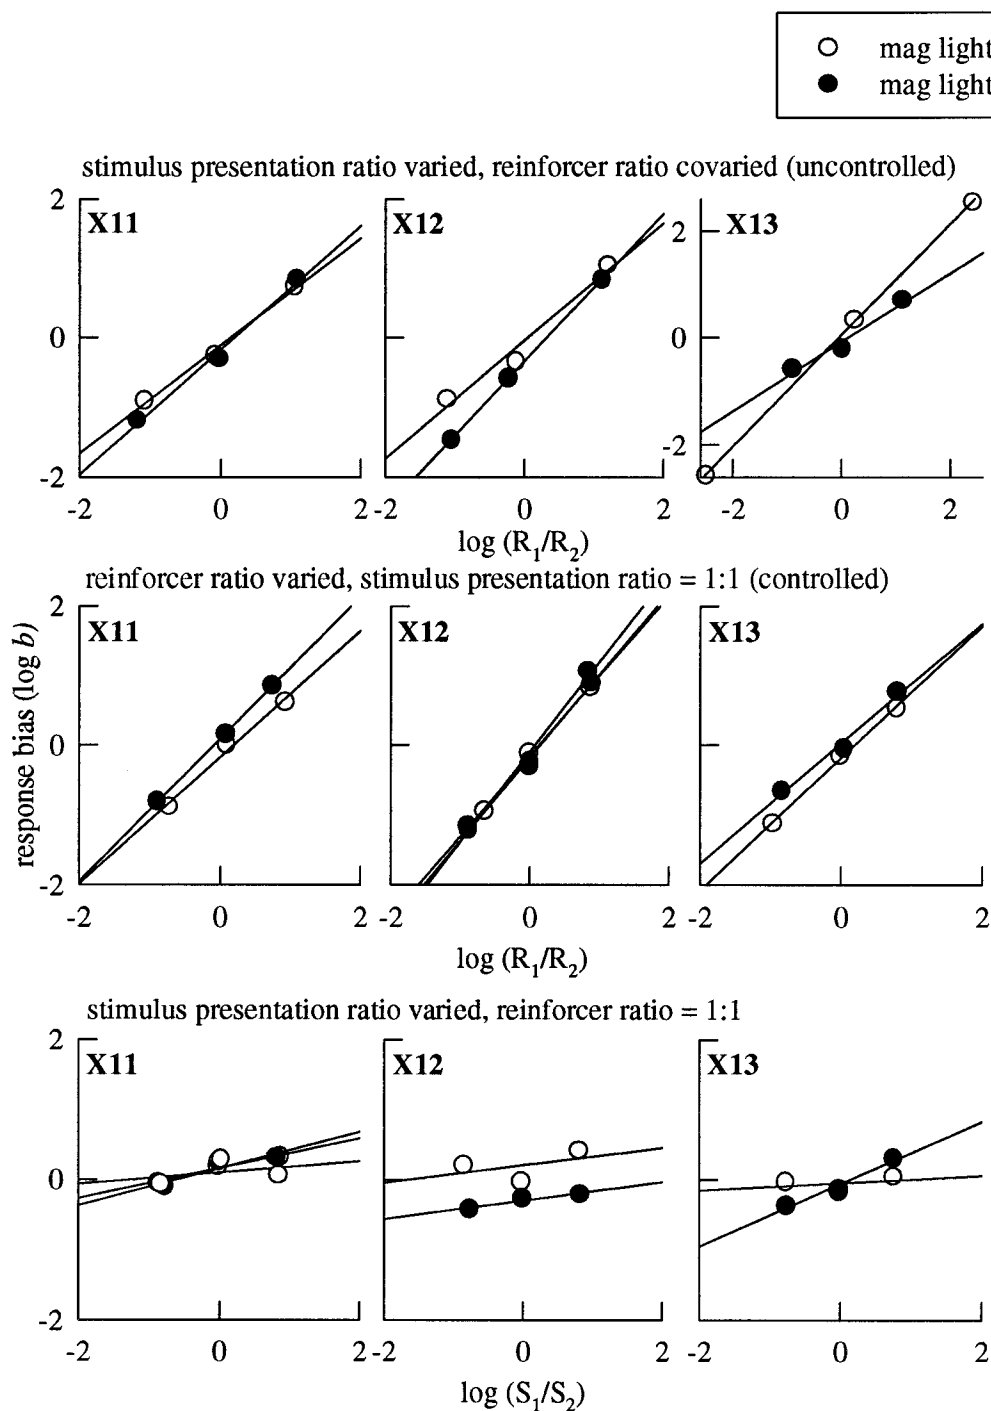 mag light
mag light
stimulus presentation ratio varied, reinforcer ratio covaried (uncontrolled)
2 X11 X12 X13 2
0 0
-2 -2
-2 0 2 -2 0 2 -2 0 2
log (R₁/R₂)
reinforcer ratio varied, stimulus presentation ratio = 1:1 (controlled)
2 X11 X12 X13
0
-2
-2 0 2 -2 0 2 -2 0 2
response bias (log b)
log (R₁/R₂)
stimulus presentation ratio varied, reinforcer ratio = 1:1
2 X11 X12 X13
0
-2
-2 0 2 -2 0 2 -2 0 2
log (S₁/S₂)